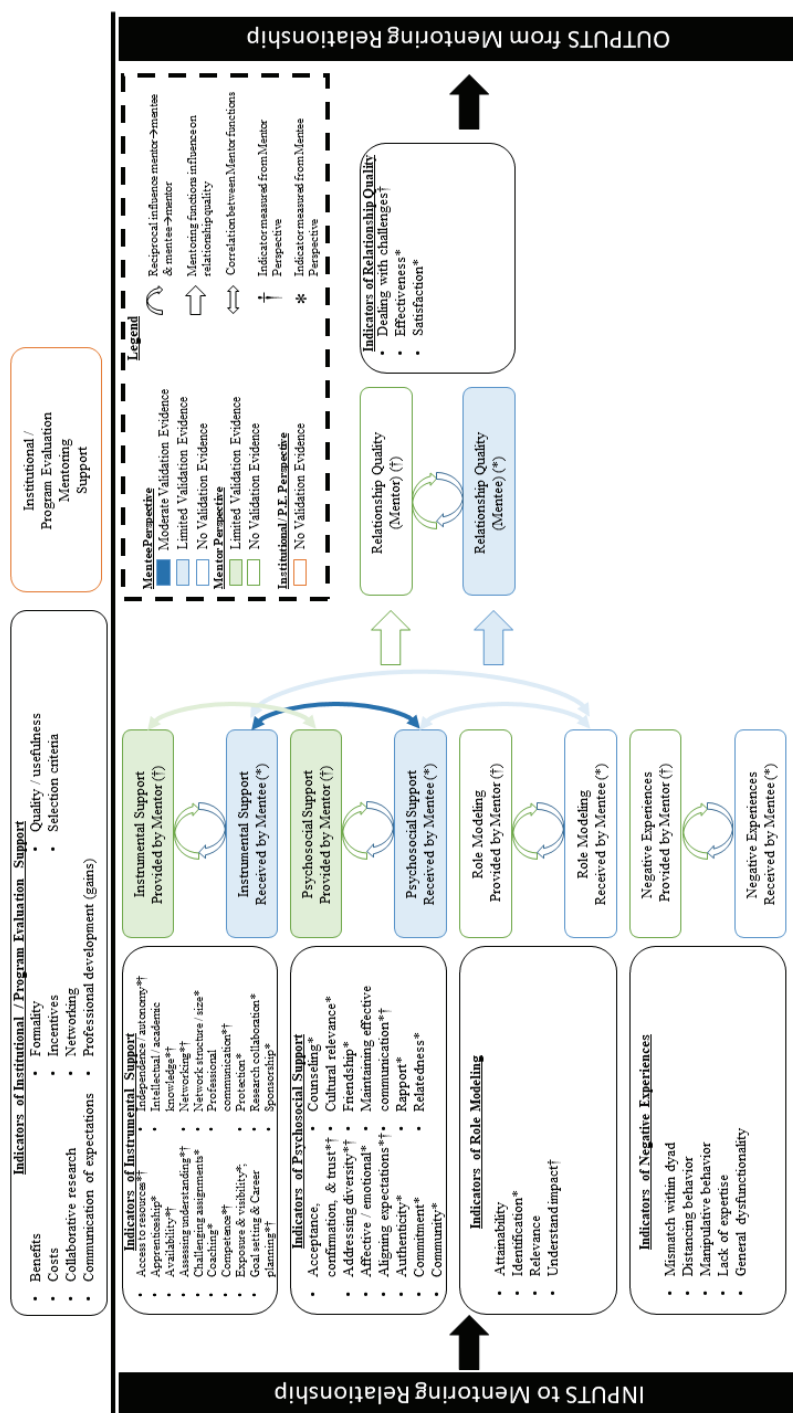 Indicators of Institutional / Program Evaluation Support
• Benefits
• Costs
• Collaborative research
• Communication of expectations
• Formality
• Incentives
• Networking
• Professional development (gains)
• Quality / usefulness
• Selection criteria
Institutional /
Program Evaluation
Mentoring
Support
INPUTS to Mentoring Relationship
Indicators of Instrumental Support
• Access to resources*†
• Apprenticeship*
• Availability*†
• Assessing understanding*†
• Challenging assignments*
• Coaching*
• Competence*†
• Exposure & visibility*,
• Goal setting & Career
planning*†
• Independence / autonomy*†
• Intellectual / academic
knowledge*†
• Networking*†
• Network structure / size*
• Professional
communication*†
• Protection*
• Research collaboration*
• Sponsorship*
Instrumental Support
Provided by Mentor (†)
Instrumental Support
Received by Mentee (*)
Indicators of Psychosocial Support
• Acceptance,
confirmation, & trust*†
• Addressing diversity*†
• Affective / emotional*
• Aligning expectations*†
• Authenticity*
• Commitment*
• Community*
• Counseling*
• Cultural relevance*
• Friendship*
• Maintaining effective
• communication*†
• Rapport*
• Relatedness*
Psychosocial Support
Provided by Mentor (†)
Psychosocial Support
Received by Mentee (*)
Indicators of Role Modeling
• Attainability
• Identification*
• Relevance
• Understand impact†
Role Modeling
Provided by Mentor (†)
Role Modeling
Received by Mentee (*)
Indicators of Negative Experiences
• Mismatch within dyad
• Distancing behavior
• Manipulative behavior
• Lack of expertise
• General dysfunctionality
Negative Experiences
Provided by Mentor (†)
Negative Experiences
Received by Mentee (*)
Legend
Mentee Perspective
Moderate Validation Evidence
Limited Validation Evidence
No Validation Evidence
Mentor Perspective
Limited Validation Evidence
No Validation Evidence
Institutional / P.E. Perspective
No Validation Evidence
Reciprocal influence mentor→mentee
& mentee→mentor
Mentoring functions influence on
relationship quality
Correlation between Mentor functions
† Indicator measured from Mentor
Perspective
* Indicator measured from Mentee
Perspective
Relationship Quality
(Mentor) (†)
Relationship Quality
(Mentee) (*)
Indicators of Relationship Quality
• Dealing with challenges†
• Effectiveness*
• Satisfaction*
OUTPUTS from Mentoring Relationship